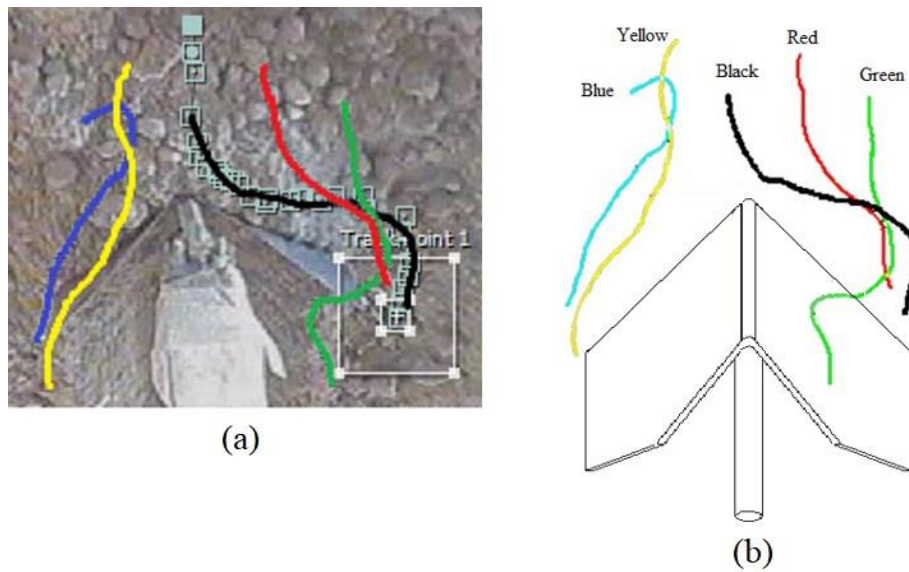 Yellow
Red
Blue
Black
Green
Track Point 1
(a)
(b)